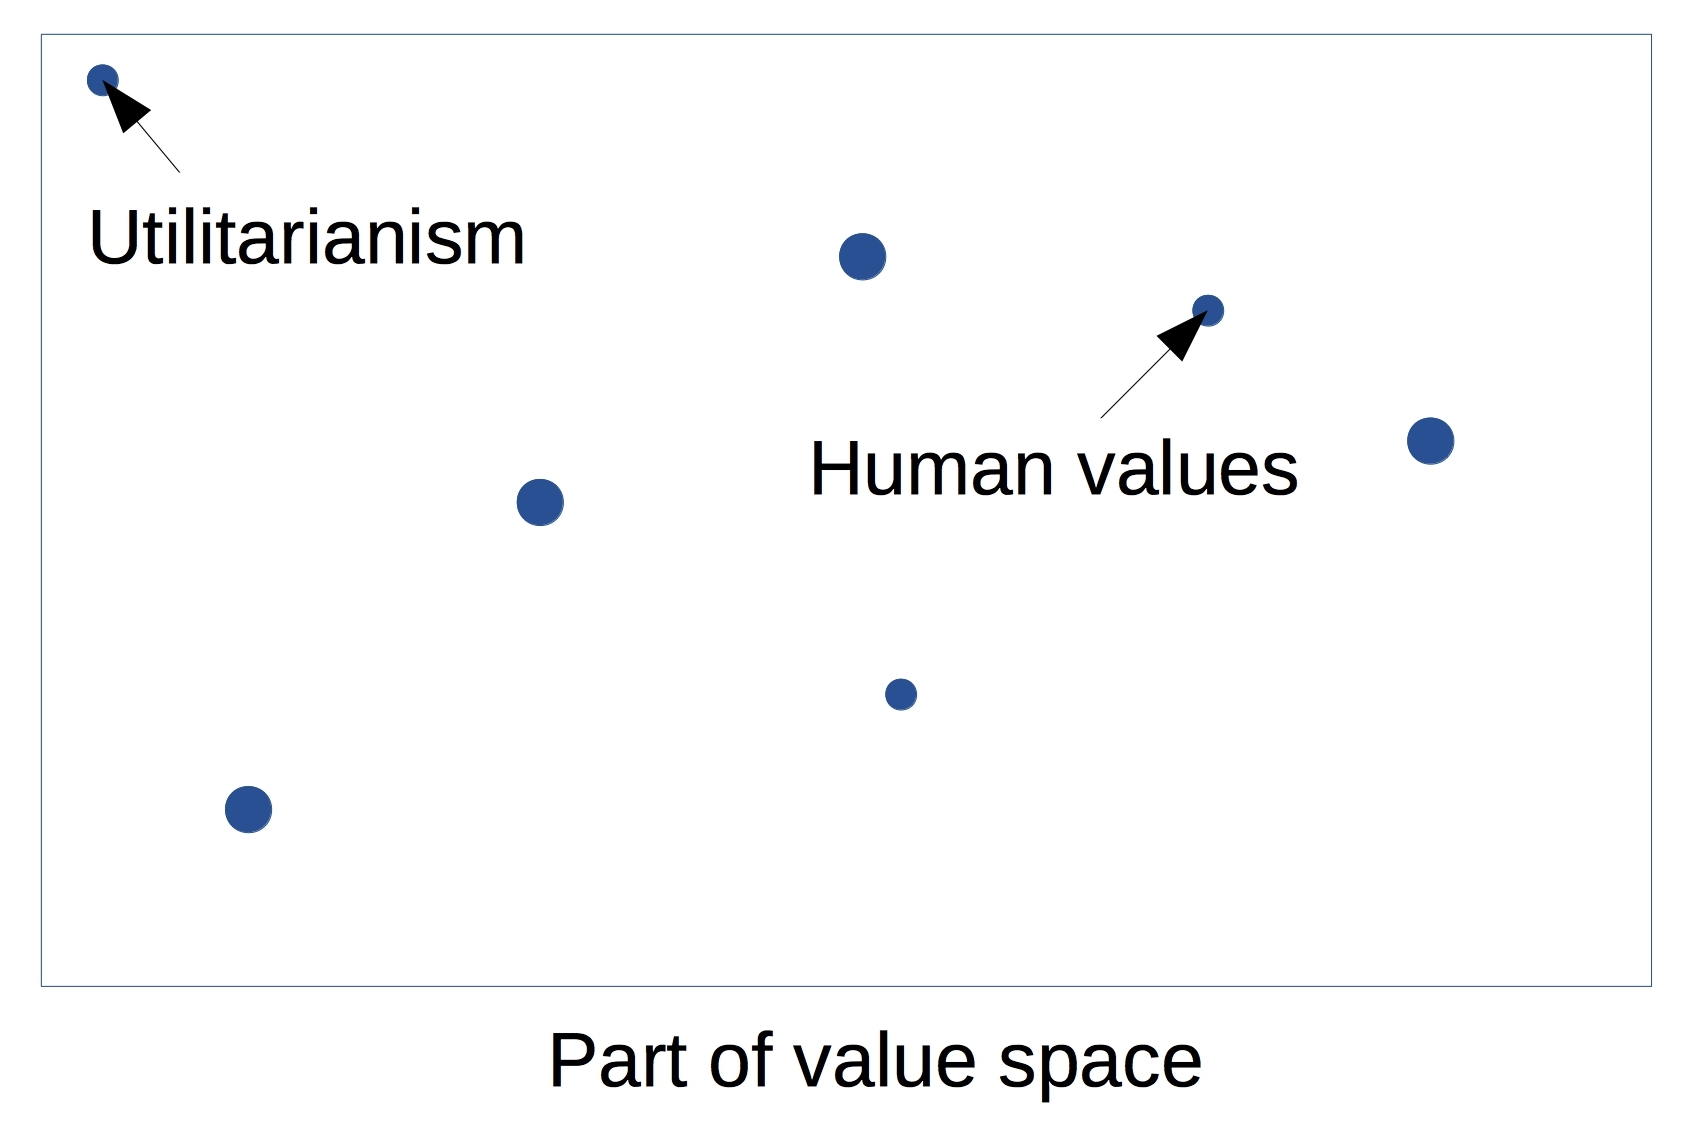 Utilitarianism
Human values
Part of value space